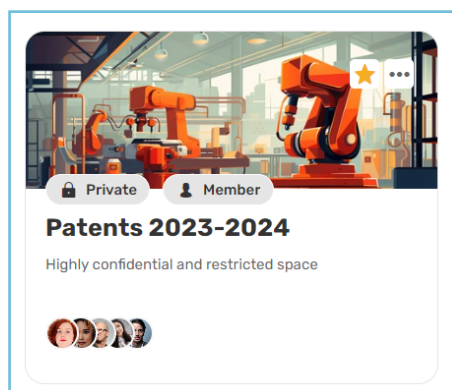 Private Member
Patents 2023-2024
Highly confidential and restricted space